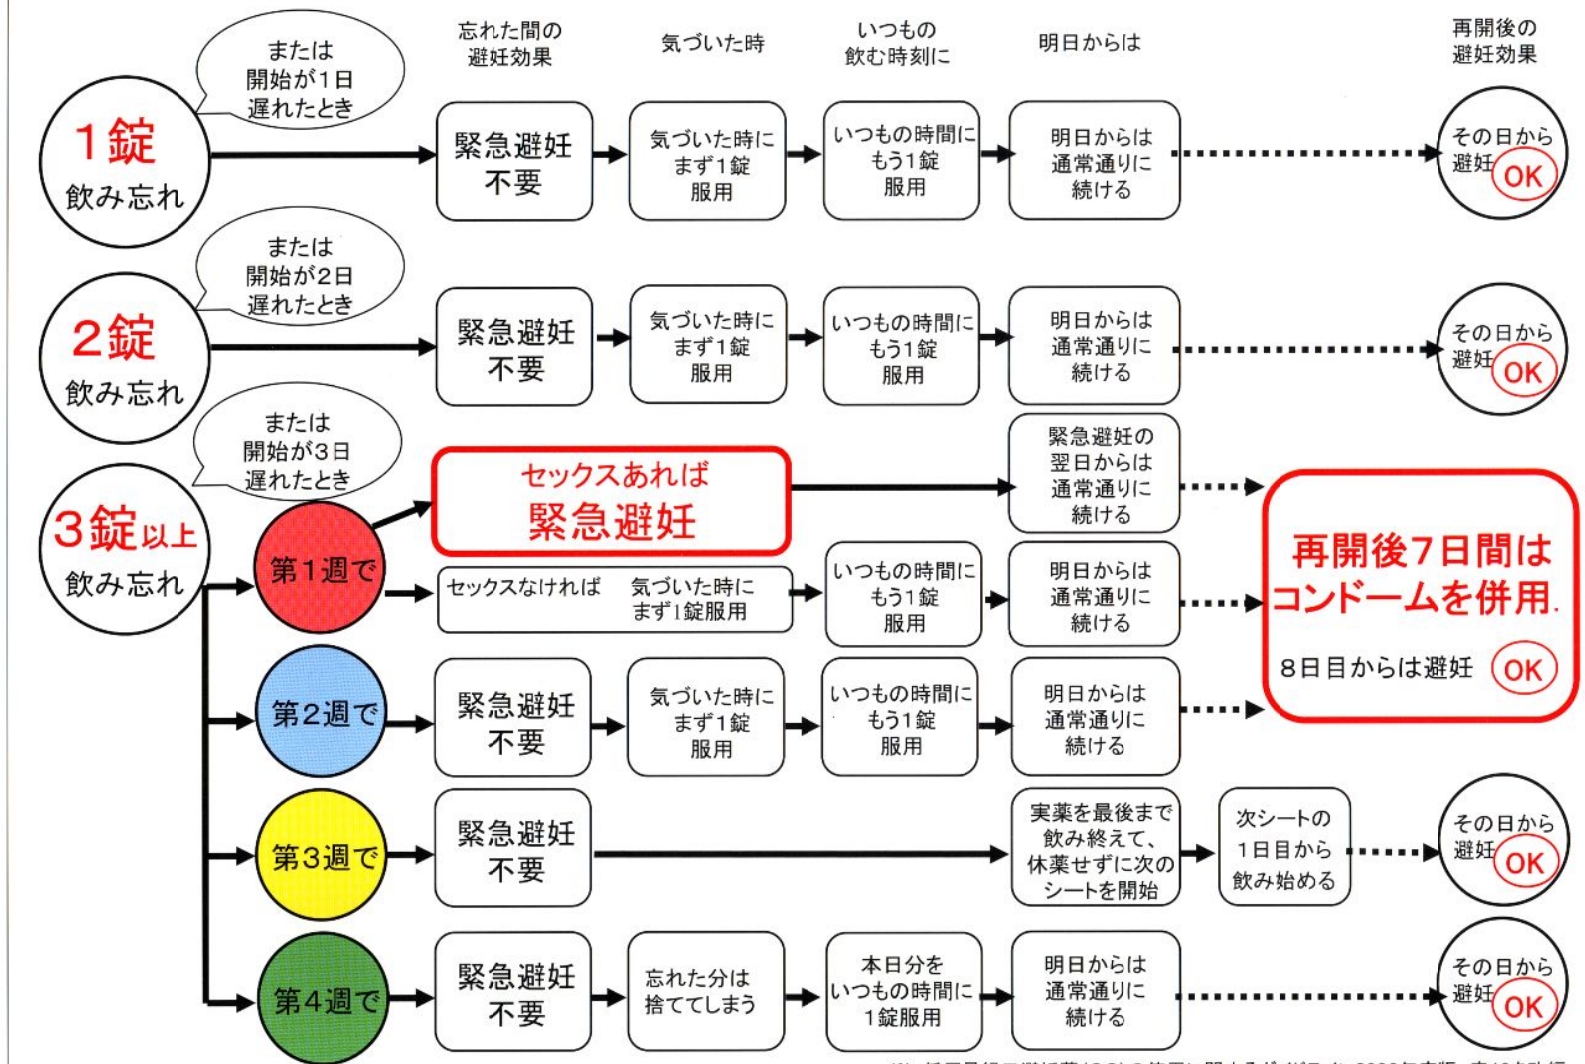 忘れた間の
避妊効果
気づいた時
いつもの
飲む時刻に
明日からは
再開後の
避妊効果
1錠
飲み忘れ
または
開始が1日
遅れたとき
緊急避妊
不要
気づいた時に
まず1錠
服用
いつもの時間に
もう1錠
服用
明日からは
通常通りに
続ける
その日から
避妊 OK
2錠
飲み忘れ
または
開始が2日
遅れたとき
緊急避妊
不要
気づいた時に
まず1錠
服用
いつもの時間に
もう1錠
服用
明日からは
通常通りに
続ける
その日から
避妊 OK
3錠以上
飲み忘れ
または
開始が3日
遅れたとき
第1週で
セックスあれば
緊急避妊
緊急避妊の
翌日からは
通常通りに
続ける
セックスなければ 気づいた時に
まず1錠服用
いつもの時間に
もう1錠
服用
明日からは
通常通りに
続ける
再開後7日間は
コンドームを併用.
8日目からは避妊 OK
第2週で
緊急避妊
不要
気づいた時に
まず1錠
服用
いつもの時間に
もう1錠
服用
明日からは
通常通りに
続ける
第3週で
緊急避妊
不要
実薬を最後まで
飲み終えて、
休薬せずに次の
シートを開始
次シートの
1日目から
飲み始める
その日から
避妊 OK
第4週で
緊急避妊
不要
忘れた分は
捨ててしまう
本日分を
いつもの時間に
1錠服用
明日からは
通常通りに
続ける
その日から
避妊 OK